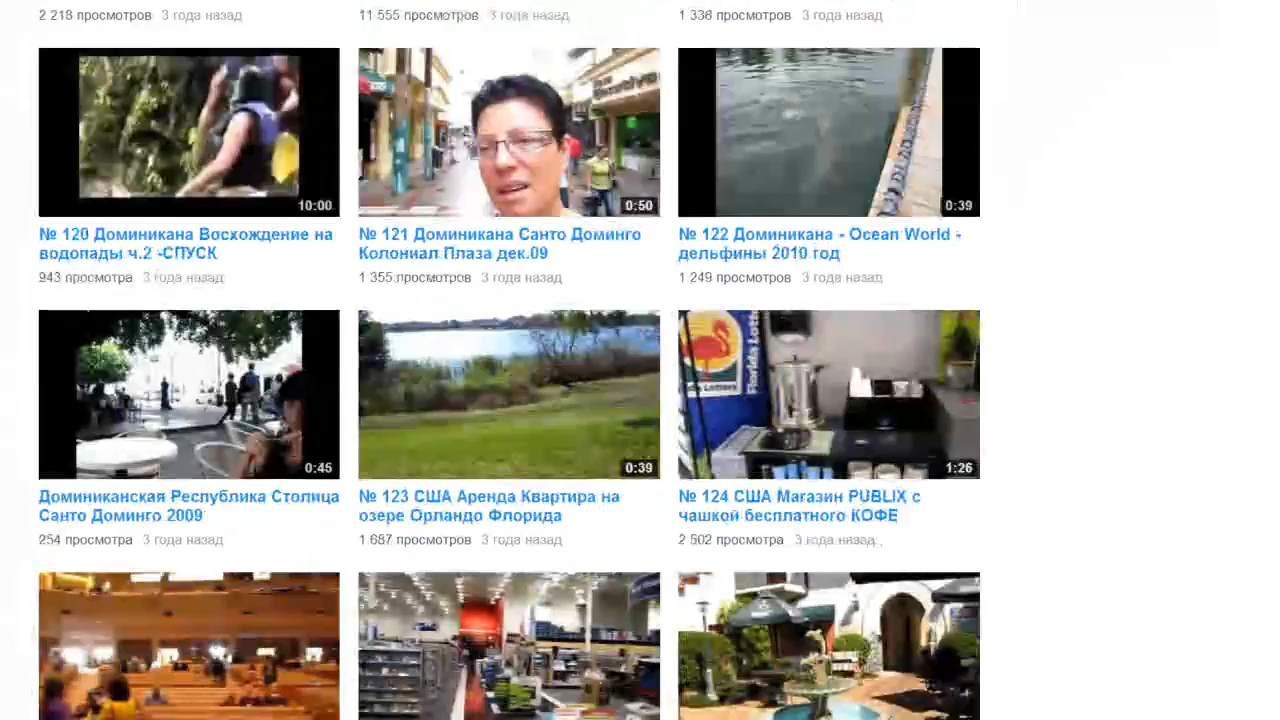 2 218 просмотров 3 года назад
11 555 просмотров 3 года назад
1 336 просмотров 3 года назад
10:00
0:50
0:39
№ 120 Доминикана Восхождение на
водопады ч.2 -СПУСК
943 просмотра 3 года назад
№ 121 Доминикана Санто Доминго
Колониал Плаза дек.09
1 355 просмотров 3 года назад
№ 122 Доминикана - Ocean World -
дельфины 2010 год
1 249 просмотров 3 года назад
Florida Lott
0:45
0:39
1:26
Доминиканская Республика Столица
Санто Доминго 2009
254 просмотра 3 года назад
№ 123 США Аренда Квартира на
озере Орландо Флорида
1 687 просмотров 3 года назад
№ 124 США Магазин PUBLIX с
чашкой бесплатного КОФЕ
2 502 просмотра 3 года назад